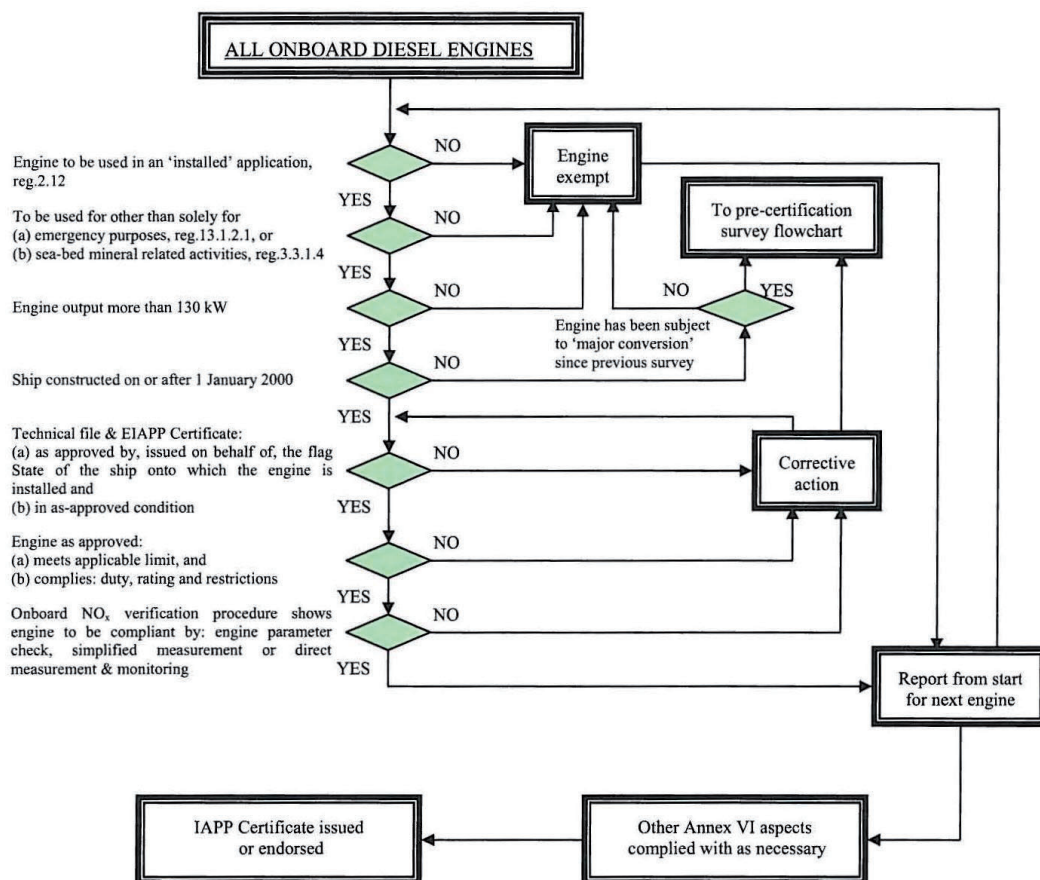 ALL ONBOARD DIESEL ENGINES
Engine to be used in an ‘installed’ application,
reg.2.12
NO
Engine
exempt
YES
To be used for other than solely for
(a) emergency purposes, reg.13.1.2.1, or
(b) sea-bed mineral related activities, reg.3.3.1.4
NO
To pre-certification
survey flowchart
YES
Engine output more than 130 kW
NO
NO
YES
Engine has been subject
to ‘major conversion’
since previous survey
YES
Ship constructed on or after 1 January 2000
NO
YES
Technical file & EIAPP Certificate:
(a) as approved by, issued on behalf of, the flag
State of the ship onto which the engine is
installed and
(b) in as-approved condition
NO
Corrective
action
YES
Engine as approved:
(a) meets applicable limit, and
(b) complies: duty, rating and restrictions
NO
YES
Onboard NOx verification procedure shows
engine to be compliant by: engine parameter
check, simplified measurement or direct
measurement & monitoring
NO
YES
Report from start
for next engine
IAPP Certificate issued
or endorsed
Other Annex VI aspects
complied with as necessary